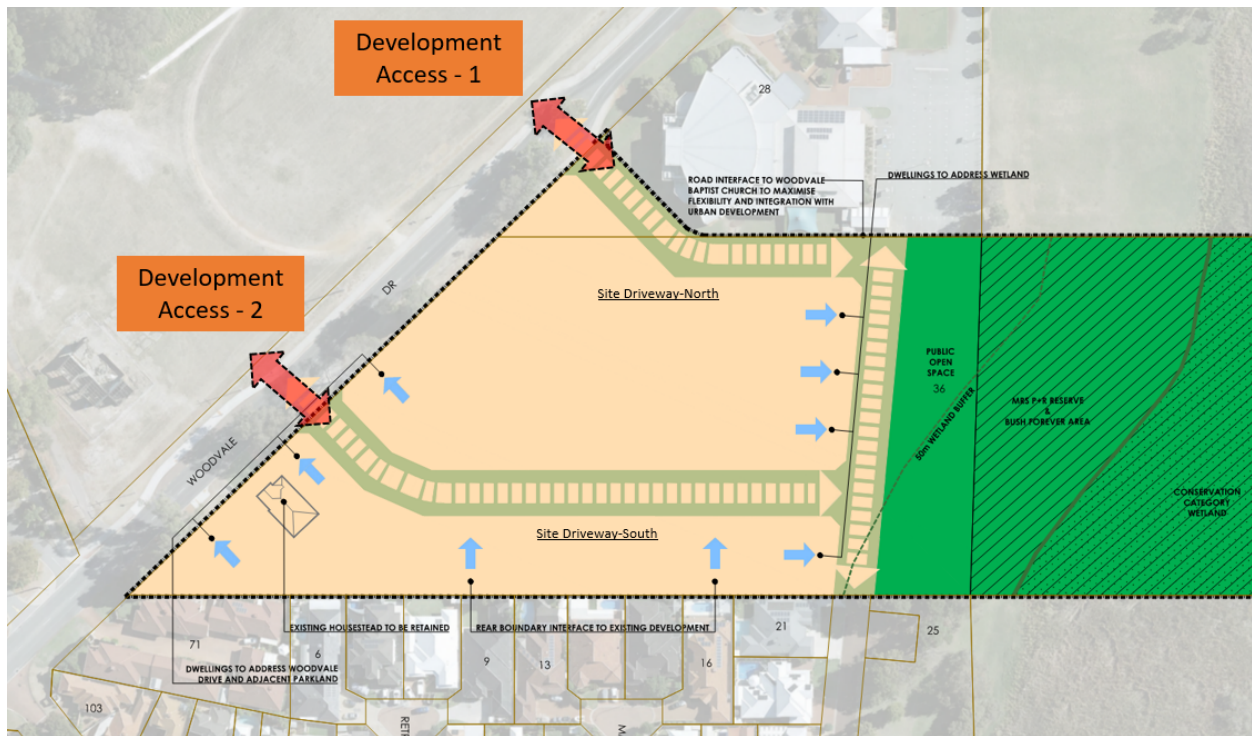 Development
Access - 1
28
ROAD INTERFACE TO WOODVALE
BAPTIST CHURCH TO MAXIMISE
FLEXIBILITY AND INTEGRATION WITH
URBAN DEVELOPMENT
DWELLINGS TO ADDRESS WETLAND
Development
Access - 2
DR
Site Driveway-North
PUBLIC
OPEN
SPACE
36
50m WETLAND BUFFER
MRS P+R RESERVE
&
BUSH FOREVER AREA
WOODVALE
CONSERVATION
CATEGORY
WETLAND
Site Driveway-South
EXISTING HOUSESTEAD TO BE RETAINED
REAR BOUNDARY INTERFACE TO EXISTING DEVELOPMENT
21
25
71
6
9
13
16
DWELLINGS TO ADDRESS WOODVALE
DRIVE AND ADJACENT PARKLAND
103